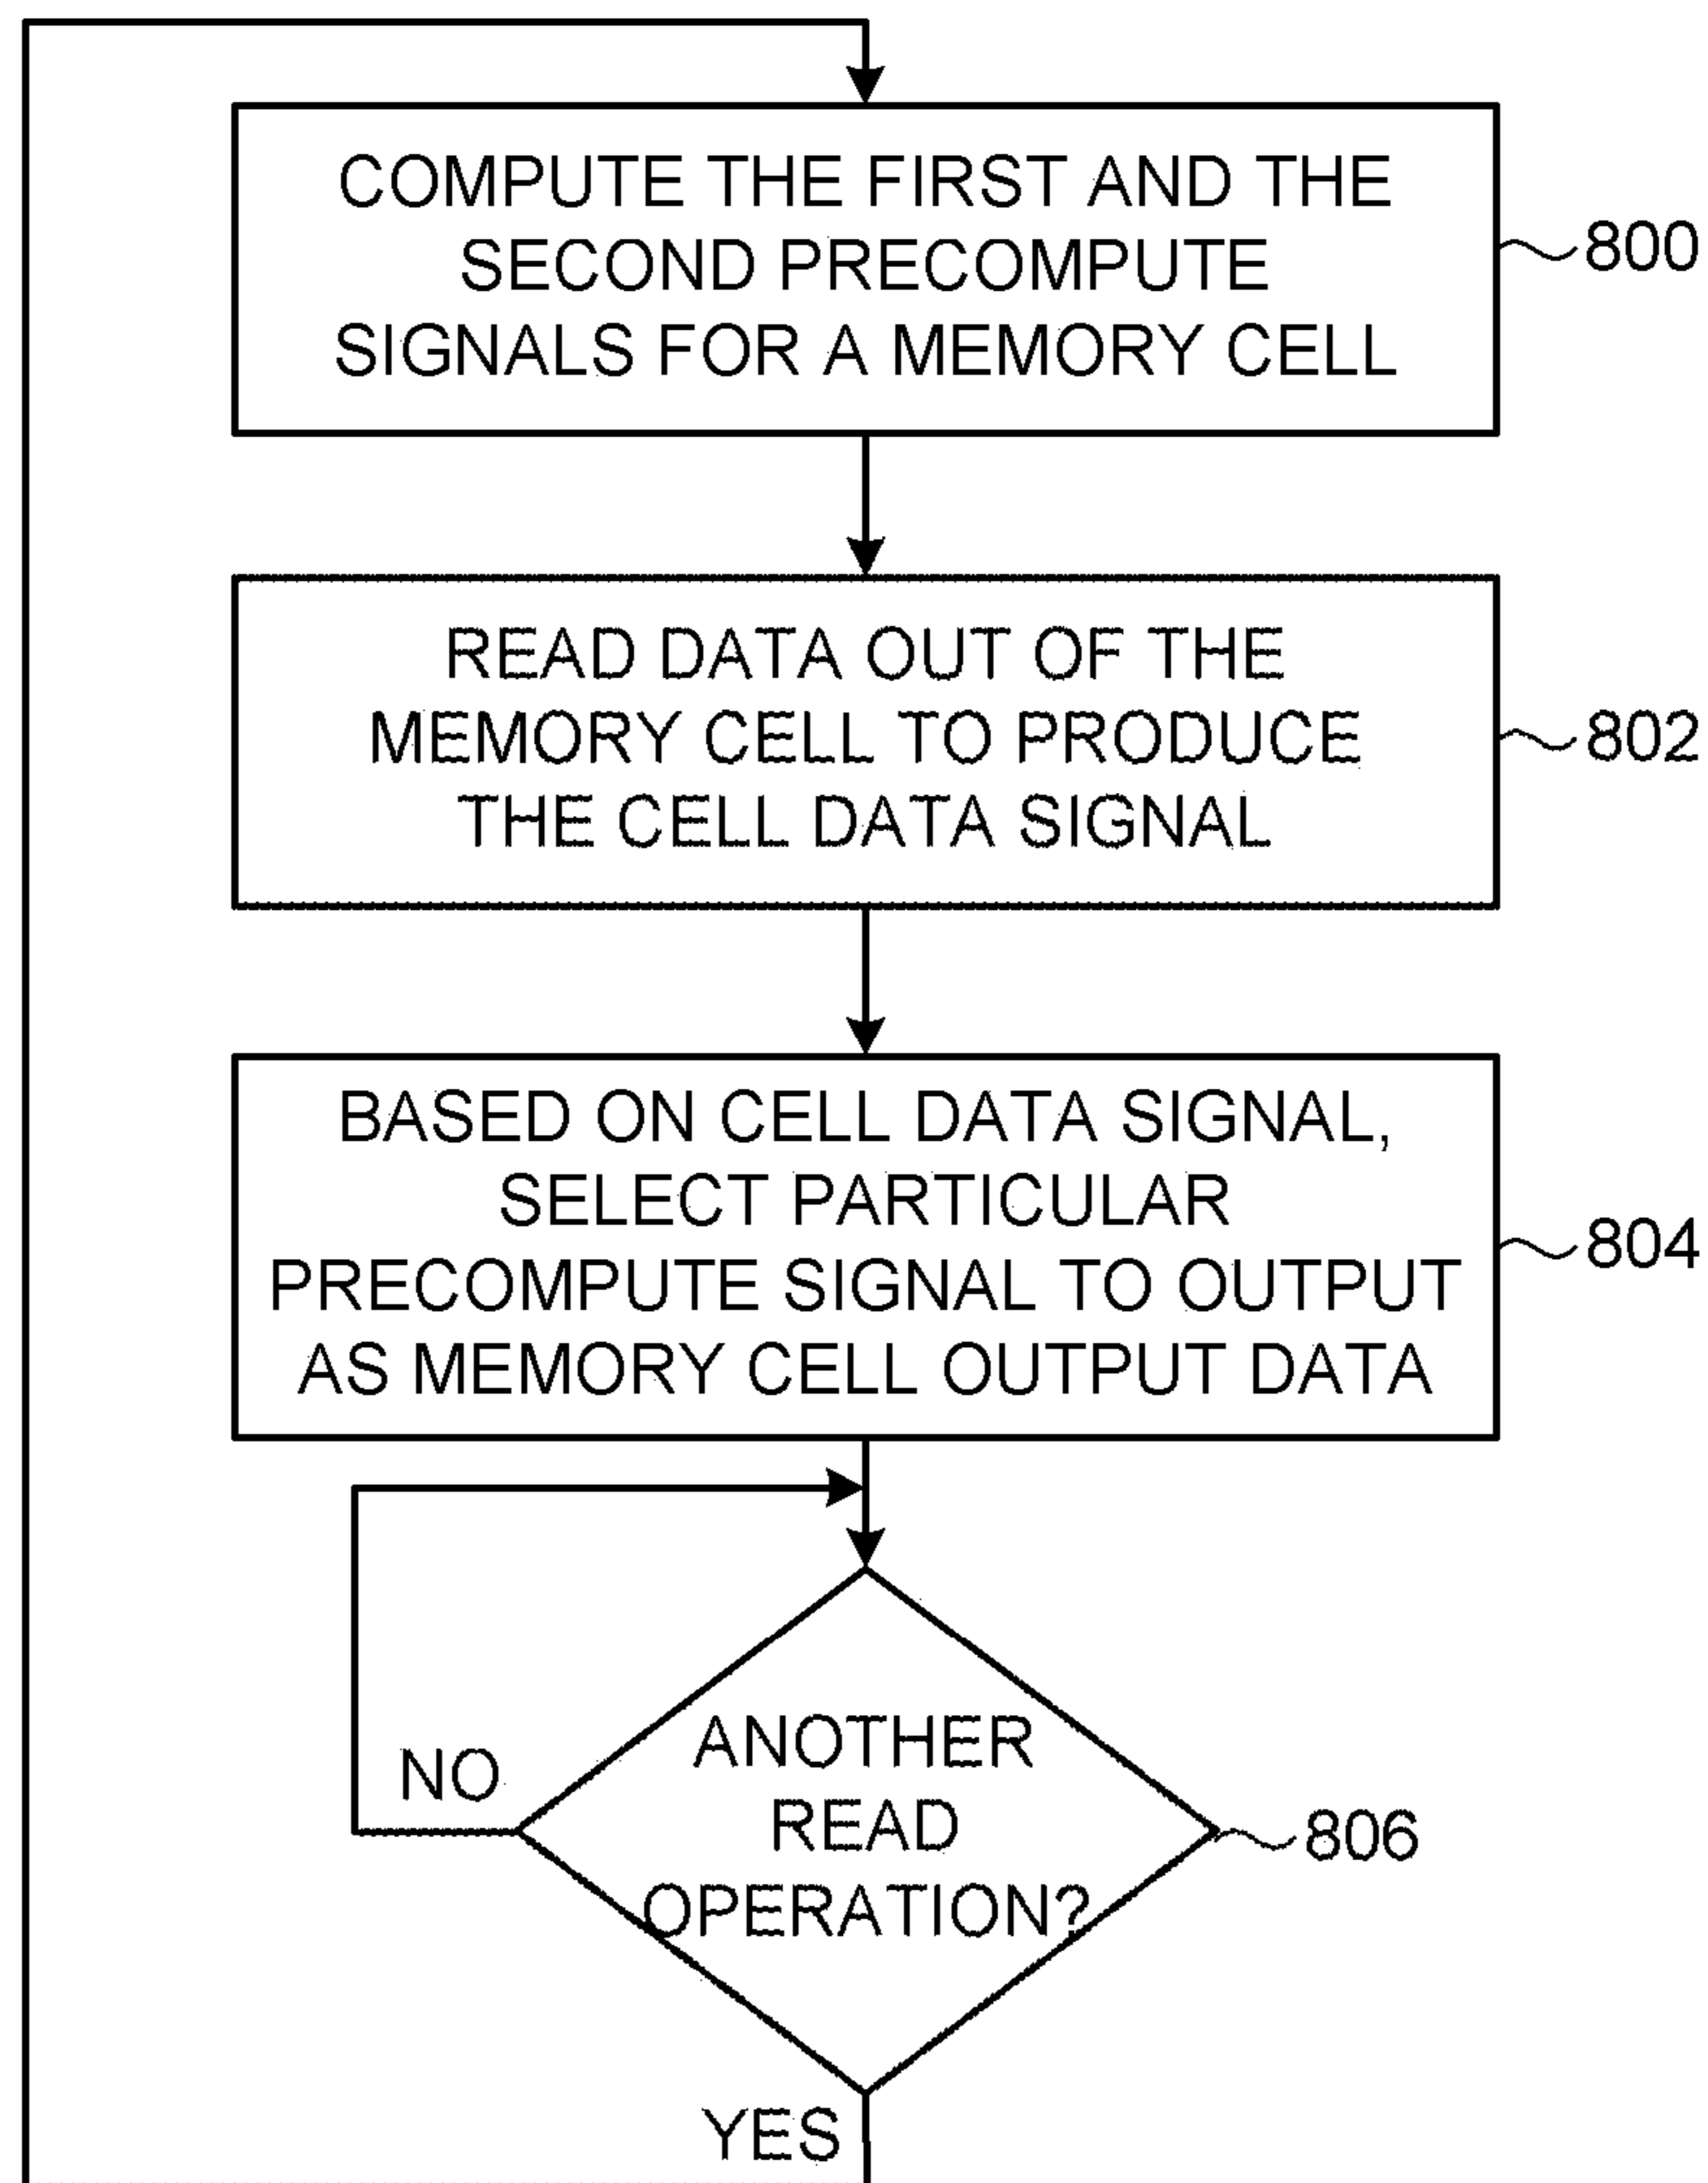 COMPUTE THE FIRST AND THE
SECOND PRECOMPUTE
SIGNALS FOR A MEMORY CELL
800
READ DATA OUT OF THE
MEMORY CELL TO PRODUCE
THE CELL DATA SIGNAL
802
BASED ON CELL DATA SIGNAL,
SELECT PARTICULAR
PRECOMPUTE SIGNAL TO OUTPUT
AS MEMORY CELL OUTPUT DATA
804
NO
ANOTHER
READ
OPERATION?
806
YES